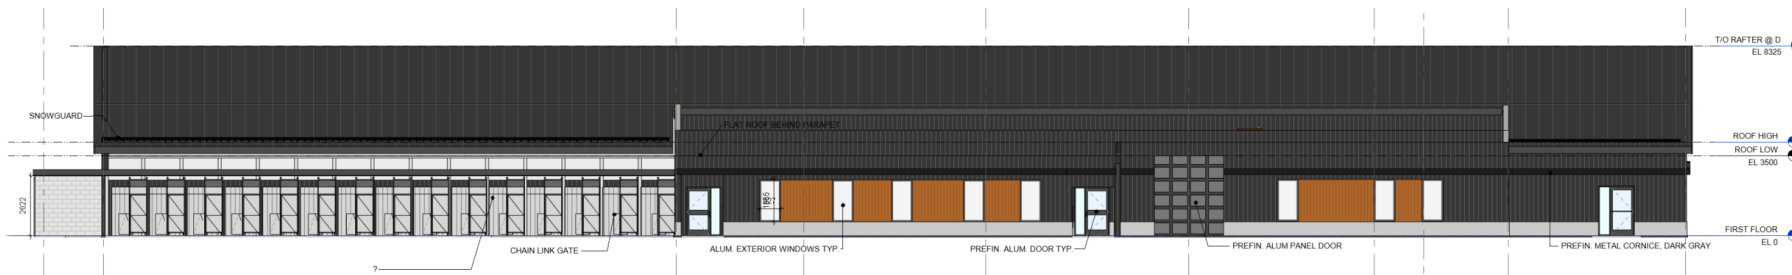 T/O RAFTER @ D
EL 8325
SNOWGUARD
FLAT ROOF BEHIND PARAPET
ROOF HIGH
ROOF LOW
EL 3500
2622
827
CHAIN LINK GATE
ALUM. EXTERIOR WINDOWS TYP.
PREFIN. ALUM. DOOR TYP.
PREFIN. ALUM PANEL DOOR
PREFIN. METAL CORNICE, DARK GRAY
FIRST FLOOR
EL 0
?